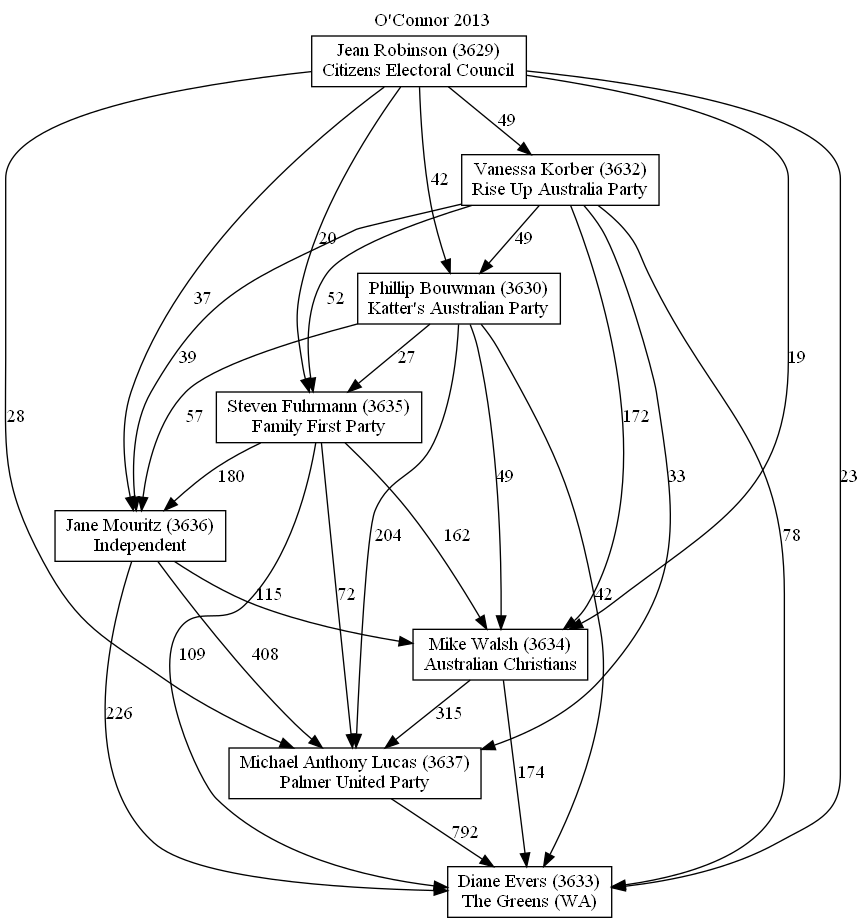 O'Connor 2013
Jean Robinson (3629)
Citizens Electoral Council
49
Vanessa Korber (3632)
Rise Up Australia Party
42
20
49
Phillip Bouwman (3630)
Katter's Australian Party
37
52
39
27
19
Steven Fuhrmann (3635)
Family First Party
28
57
172
180
49
33
23
Jane Mouritz (3636)
Independent
204
162
78
115
72
42
Mike Walsh (3634)
Australian Christians
109
408
226
315
Michael Anthony Lucas (3637)
Palmer United Party
174
792
Diane Evers (3633)
The Greens (WA)